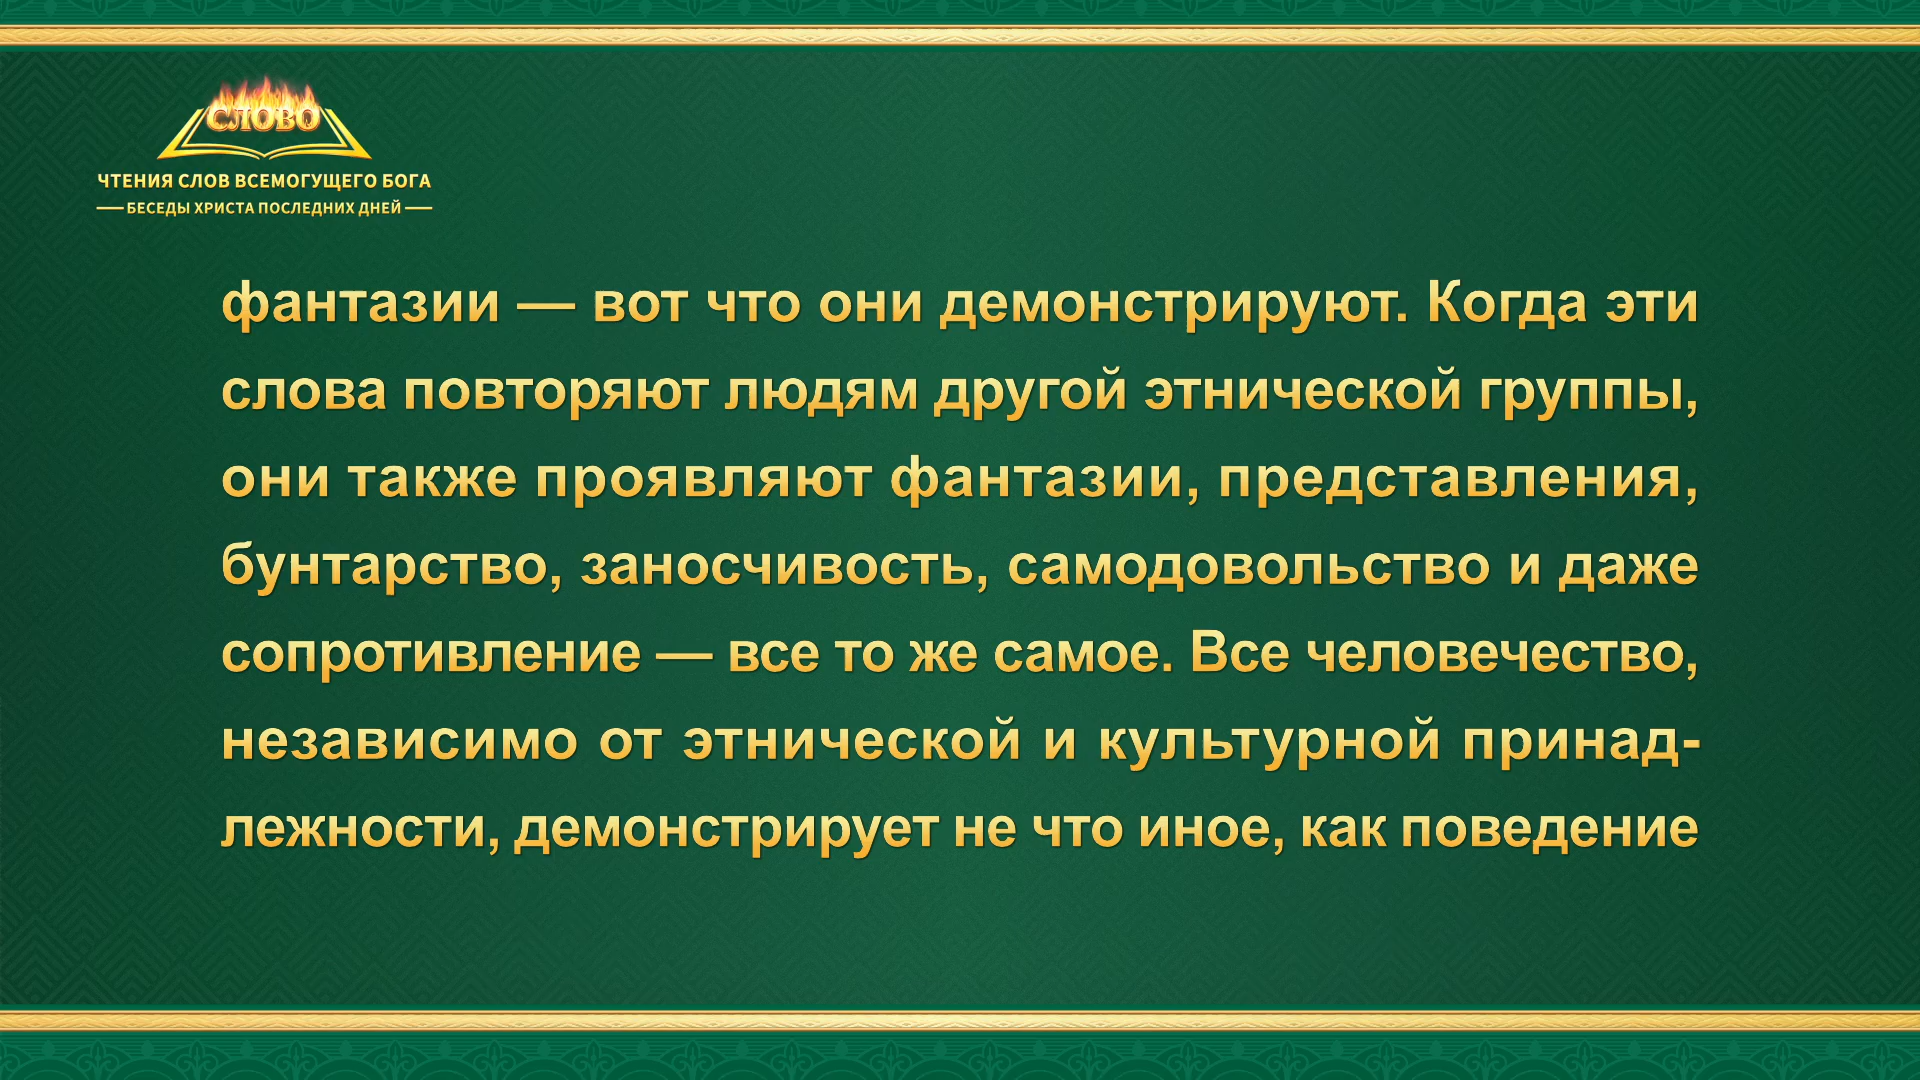 СЛОВО
ЧТЕНИЯ СЛОВ ВСЕМОГУЩЕГО БОГА
— БЕСЕДЫ ХРИСТА ПОСЛЕДНИХ ДНЕЙ —
фантазии — вот что они демонстрируют. Когда эти
слова повторяют людям другой этнической группы,
они также проявляют фантазии, представления,
бунтарство, заносчивость, самодовольство и даже
сопротивление — все то же самое. Все человечество,
независимо от этнической и культурной принад-
лежности, демонстрирует не что иное, как поведение